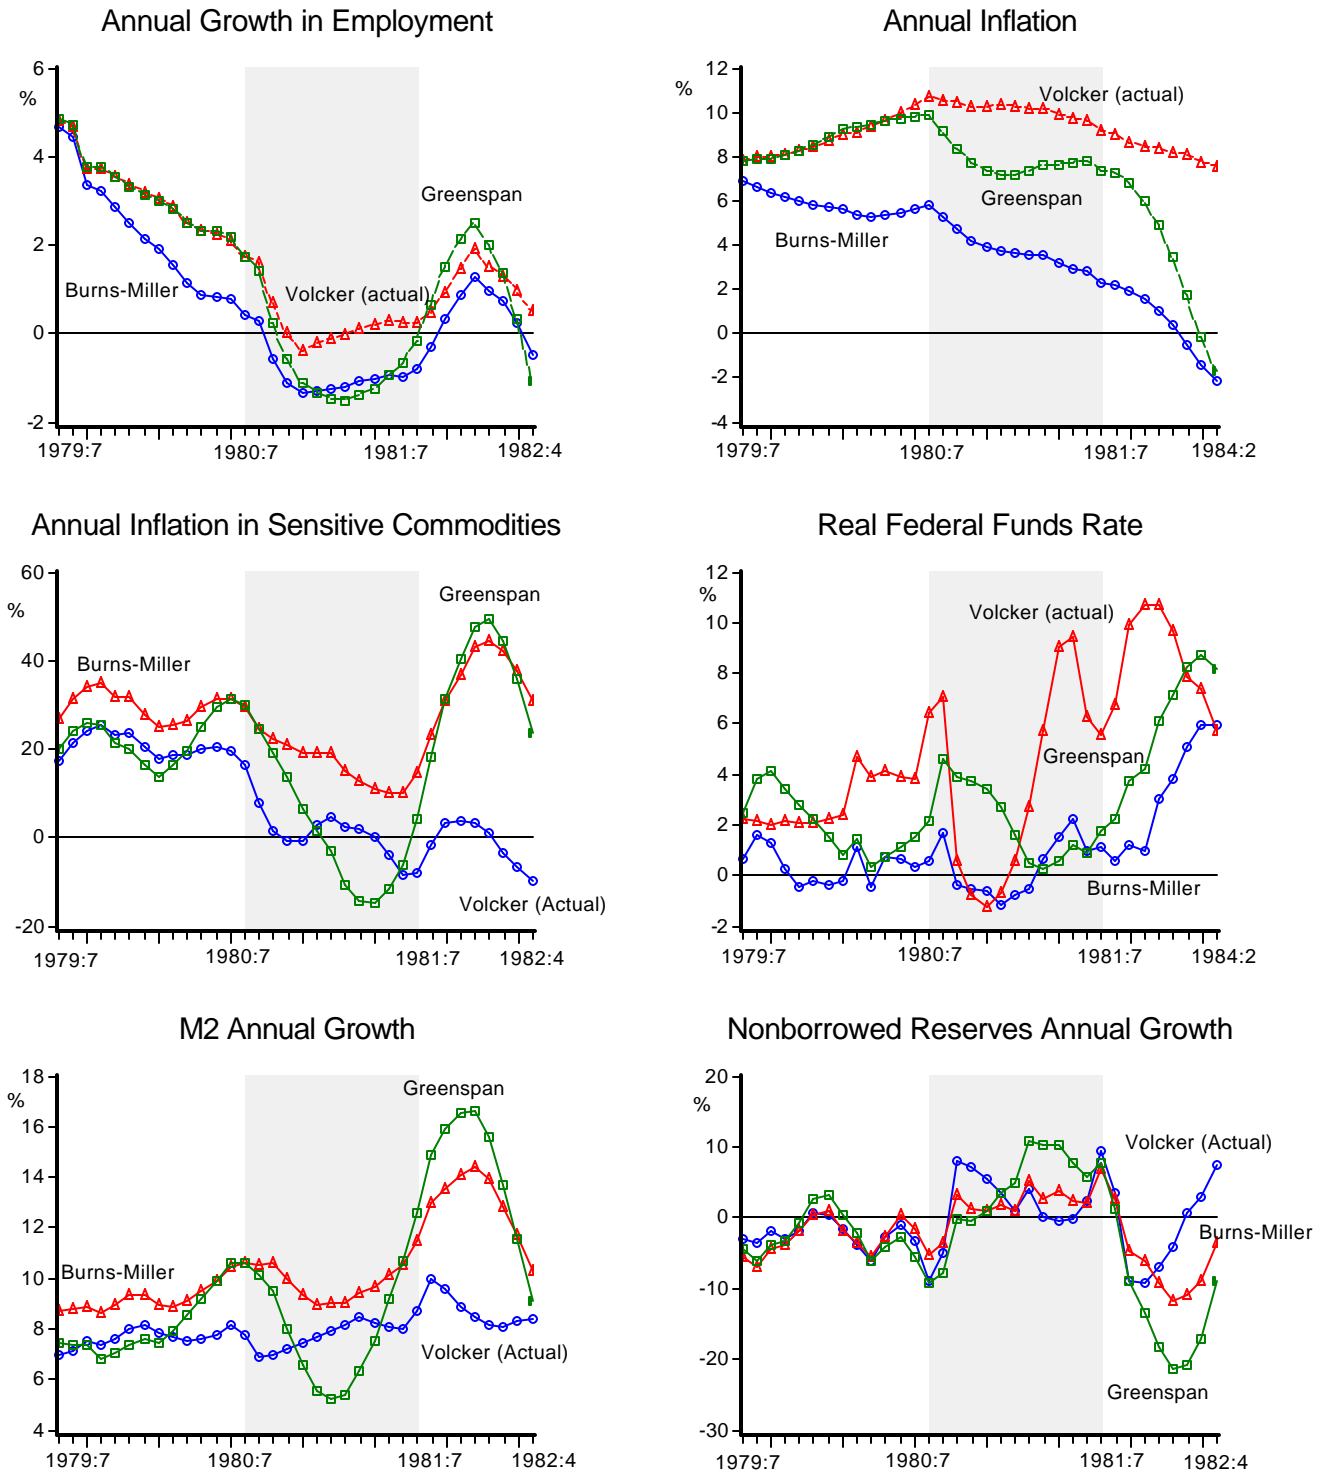 Annual Growth in Employment
6
%
4
2
0
-2
Greenspan
Burns-Miller
Volcker (actual)
1979:7 1980:7 1981:7 1982:4
Annual Inflation
12
%
10
8
6
4
2
0
-2
-4
Volcker (actual)
Greenspan
Burns-Miller
1979:7 1980:7 1981:7 1984:2
Annual Inflation in Sensitive Commodities
60
%
40
20
0
-20
Greenspan
Burns-Miller
Volcker (Actual)
1979:7 1980:7 1981:7 1982:4
Real Federal Funds Rate
12
%
10
8
6
4
2
0
-2
Volcker (actual)
Greenspan
Burns-Miller
1979:7 1980:7 1981:7 1984:2
M2 Annual Growth
18
%
16
14
12
10
8
6
4
Greenspan
Burns-Miller
Volcker (Actual)
1979:7 1980:7 1981:7 1982:4
Nonborrowed Reserves Annual Growth
20
%
10
0
-10
-20
-30
Volcker (Actual)
Burns-Miller
Greenspan
1979:7 1980:7 1981:7 1982:4